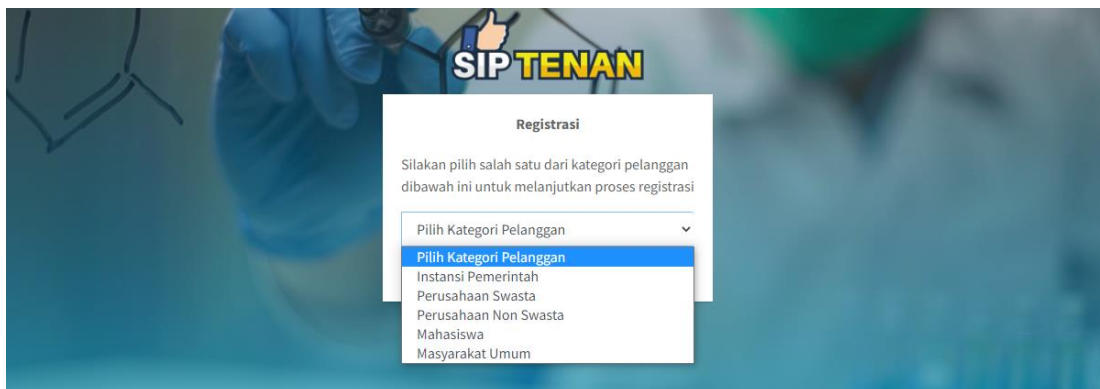 SIPTENAN
Registrasi
Silakan pilih salah satu dari kategori pelanggan
dibawah ini untuk melanjutkan proses registrasi
Pilih Kategori Pelanggan
Pilih Kategori Pelanggan
Instansi Pemerintah
Perusahaan Swasta
Perusahaan Non Swasta
Mahasiswa
Masyarakat Umum